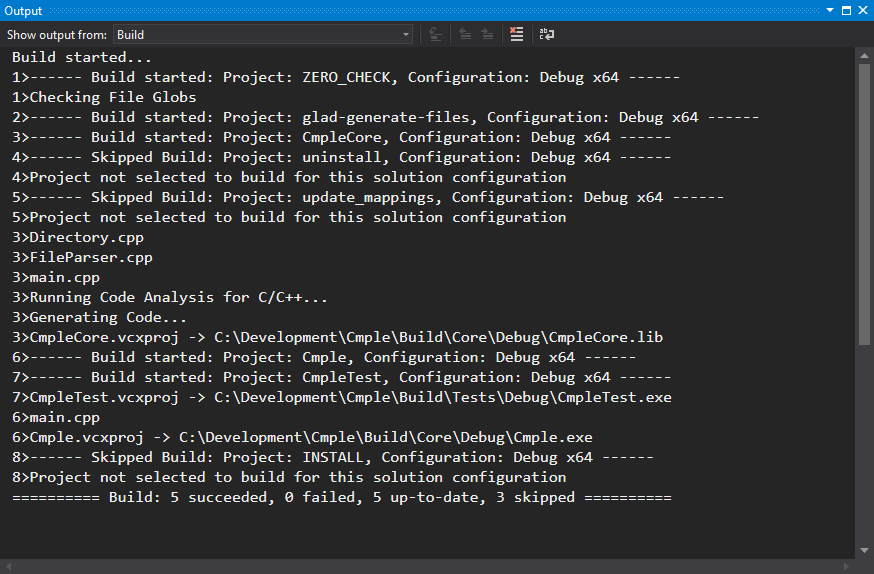 Output
Show output from: Build
Build started...
1>------ Build started: Project: ZERO_CHECK, Configuration: Debug x64 ------
1>Checking File Globs
2>------ Build started: Project: glad-generate-files, Configuration: Debug x64 ------
3>------ Build started: Project: CmpleCore, Configuration: Debug x64 ------
4>------ Skipped Build: Project: uninstall, Configuration: Debug x64 ------
4>Project not selected to build for this solution configuration
5>------ Skipped Build: Project: update_mappings, Configuration: Debug x64 ------
5>Project not selected to build for this solution configuration
3>Directory.cpp
3>FileParser.cpp
3>main.cpp
3>Running Code Analysis for C/C++...
3>Generating Code...
3>CmpleCore.vcxproj -> C:\Development\Cmple\Build\Core\Debug\CmpleCore.lib
6>------ Build started: Project: Cmple, Configuration: Debug x64 ------
7>------ Build started: Project: CmpleTest, Configuration: Debug x64 ------
7>CmpleTest.vcxproj -> C:\Development\Cmple\Build\Tests\Debug\CmpleTest.exe
6>main.cpp
6>Cmple.vcxproj -> C:\Development\Cmple\Build\Core\Debug\Cmple.exe
8>------ Skipped Build: Project: INSTALL, Configuration: Debug x64 ------
8>Project not selected to build for this solution configuration
========== Build: 5 succeeded, 0 failed, 5 up-to-date, 3 skipped ==========